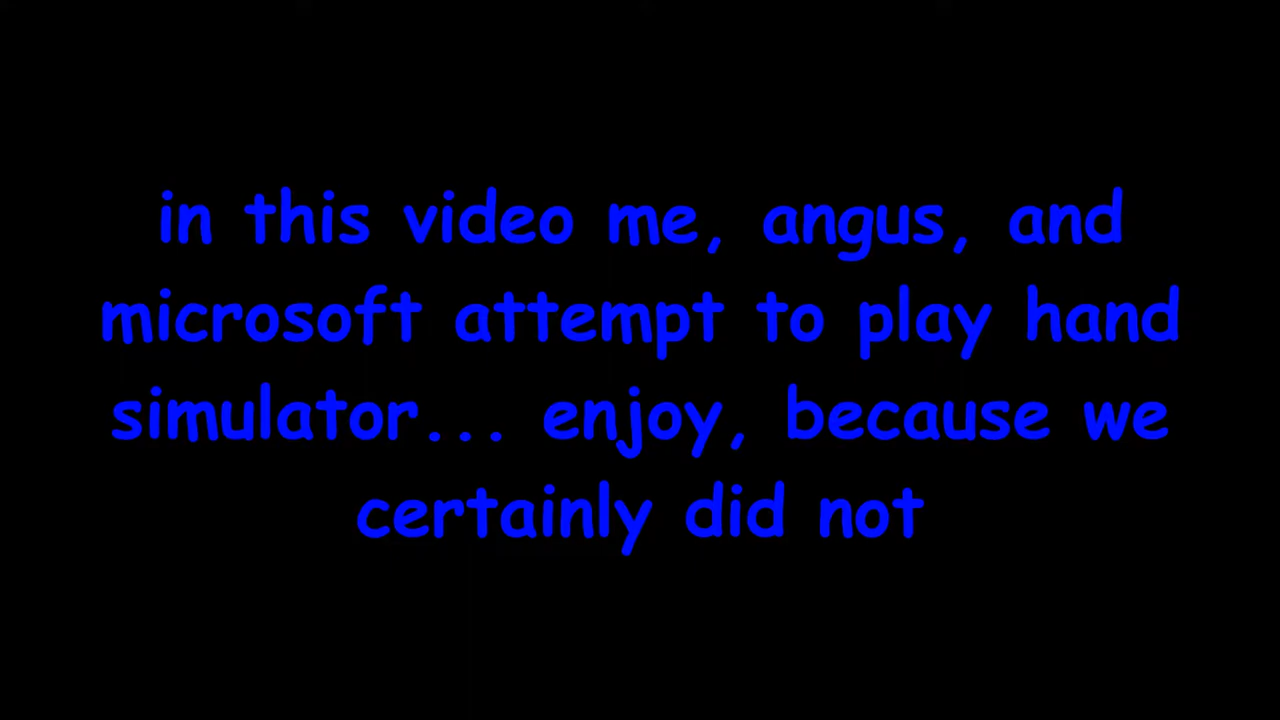 in this video me, angus, and
microsoft attempt to play hand
simulator... enjoy, because we
certainly did not